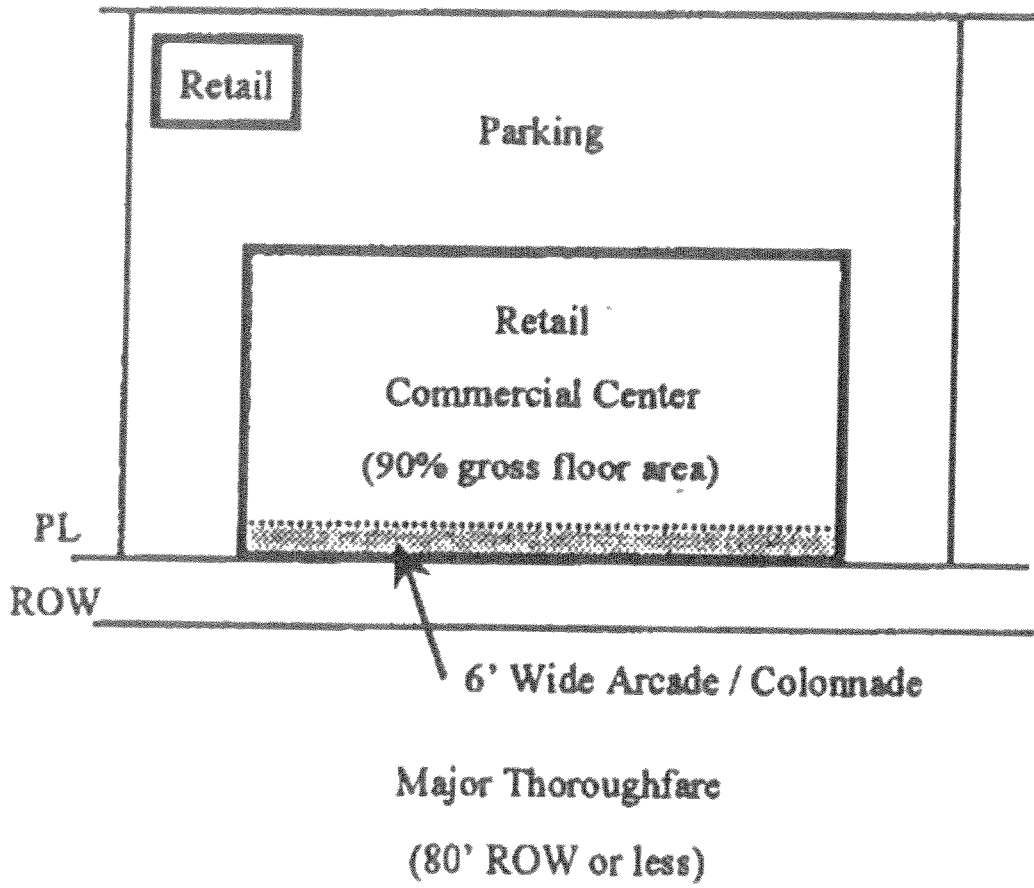 Retail
Parking
Retail
Commercial Center
(90% gross floor area)
PL
ROW
6' Wide Arcade / Colonnade
Major Thoroughfare
(80' ROW or less)